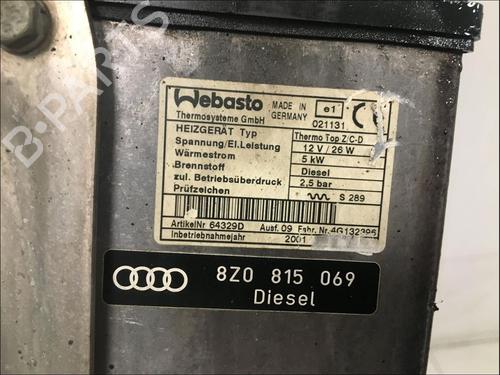 Webasto
Thermosysteme GmbH
MADE IN
GERMANY
e1
021131
CE
HEIZGERÄT Typ
Thermo Top Z/C-D
Spannung/El.Leistung
12 V / 26 W
Wärmestrom
5 kW
Brennstoff
Diesel
zul. Betriebsüberdruck
2,5 bar
Prüfzeichen
S 289
ArtikelNr 64329D Ausf. 09 Fahr. Nr. 4G132396
Inbetriebnahmejahr 2001
8Z0 815 069
Diesel
B-PARTS